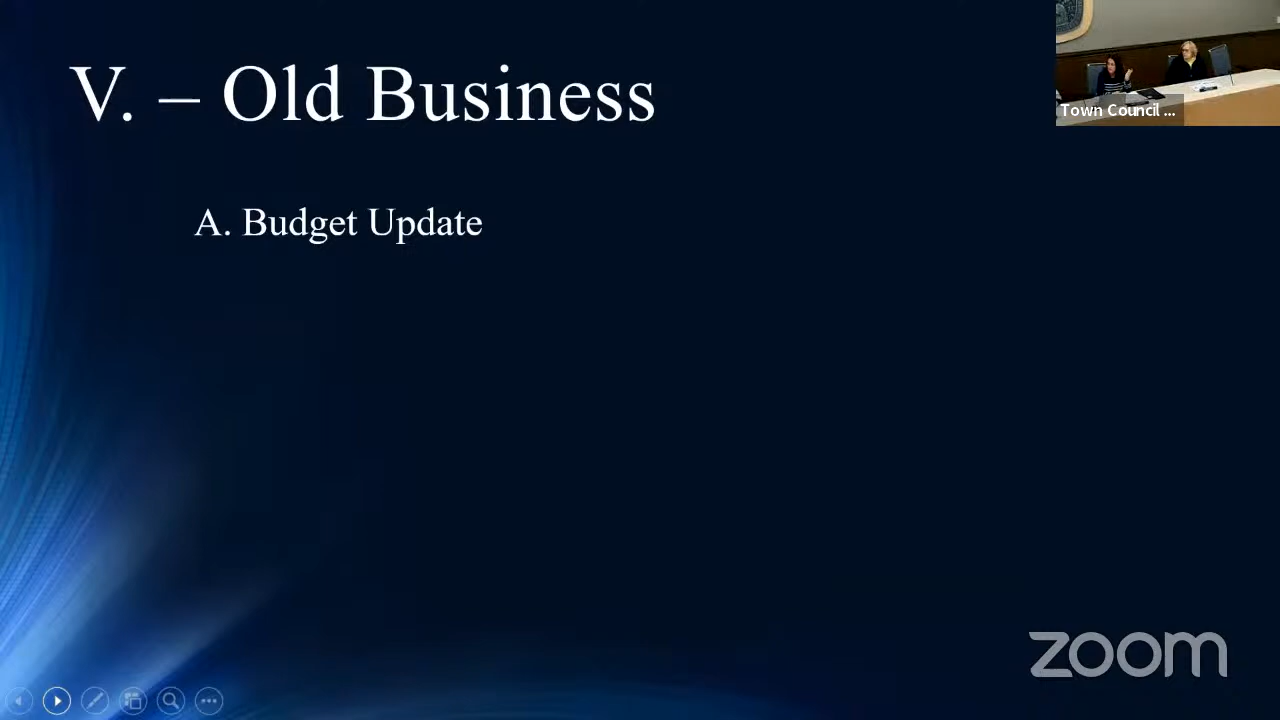 V. – Old Business
Town Council ...
A. Budget Update
zoom